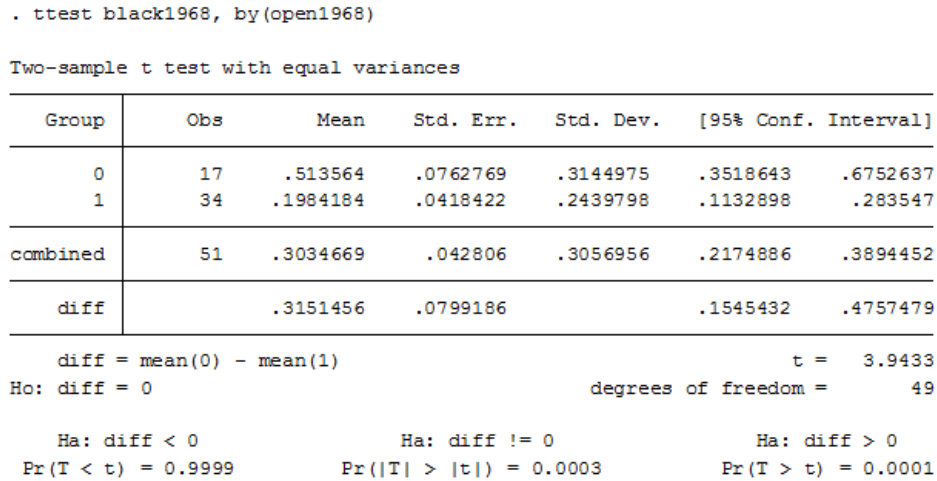 . ttest black1968, by(open1968)
Two-sample t test with equal variances
Group Obs Mean Std. Err. Std. Dev. [95% Conf. Interval]
0 17 .513564 .0762769 .3144975 .3518643 .6752637
1 34 .1984184 .0418422 .2439798 .1132898 .283547
combined 51 .3034669 .042806 .3056956 .2174886 .3894452
diff .3151456 .0799186 .1545432 .4757479
diff = mean(0) - mean(1) t = 3.9433
Ho: diff = 0 degrees of freedom = 49
Ha: diff < 0 Ha: diff != 0 Ha: diff > 0
Pr(T < t) = 0.9999 Pr(|T| > |t|) = 0.0003 Pr(T > t) = 0.0001